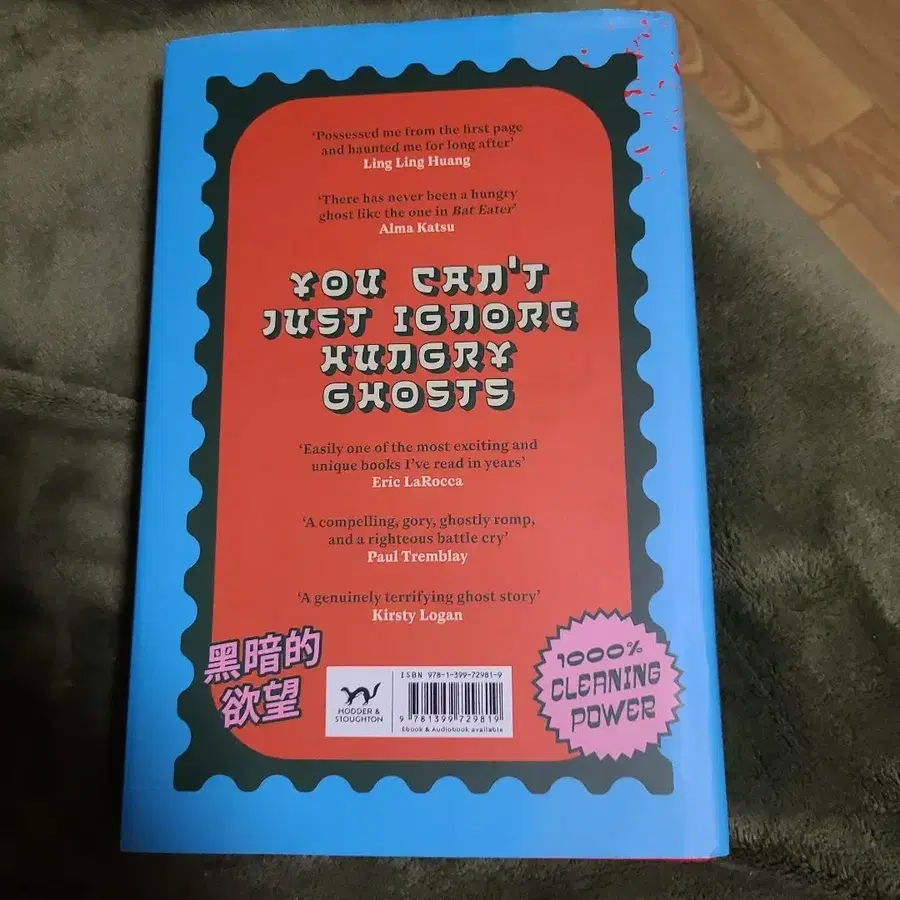 ‘Possessed me from the first page
and haunted me for long after’
Ling Ling Huang
‘There has never been a hungry
ghost like the one in Bat Eater’
Alma Katsu
YOU CAN'T
JUST IGNORE
HUNGRY
GHOSTS
‘Easily one of the most exciting and
unique books I’ve read in years’
Eric LaRocca
‘A compelling, gory, ghostly romp,
and a righteous battle cry’
Paul Tremblay
‘A genuinely terrifying ghost story’
Kirsty Logan
黑暗的
欲望
HODDER &
STOUGHTON
ISBN 978-1-399-72981-9
9 781399 729819
Ebook & Audiobook available
1000%
CLEANING
POWER